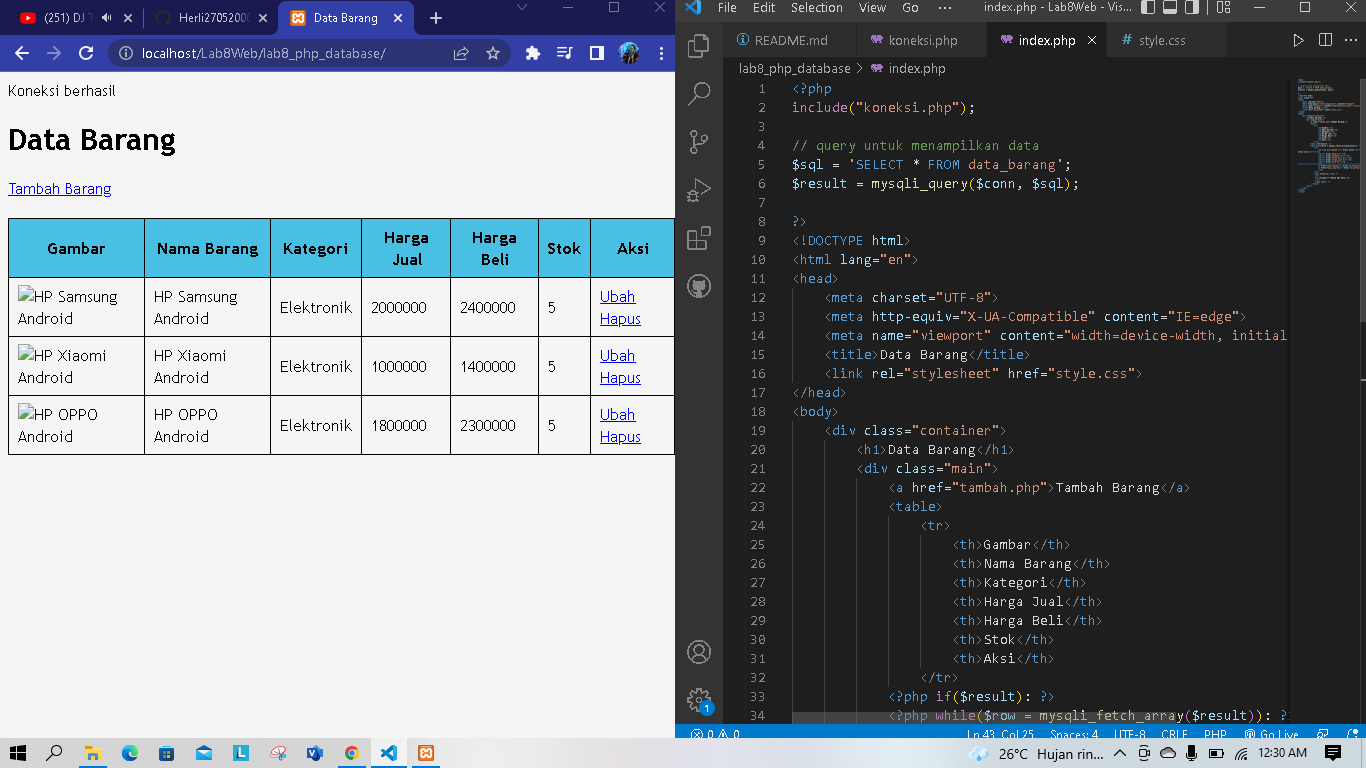 (251) DJ T
Herli2705200
Data Barang
localhost/Lab8Web/lab8_php_database/
Koneksi berhasil
Data Barang
Tambah Barang
Gambar Nama Barang Kategori Harga Jual Harga Beli Stok Aksi
HP Samsung Android HP Samsung Android Elektronik 2000000 2400000 5 Ubah Hapus
HP Xiaomi Android HP Xiaomi Android Elektronik 1000000 1400000 5 Ubah Hapus
HP OPPO Android HP OPPO Android Elektronik 1800000 2300000 5 Ubah Hapus
File Edit Selection View Go ··· index.php - Lab8Web - Vis...
README.md koneksi.php index.php # style.css
lab8_php_database > index.php
1 <?php
2 include("koneksi.php");
3
4 // query untuk menampilkan data
5 $sql = 'SELECT * FROM data_barang';
6 $result = mysqli_query($conn, $sql);
7
8 ?>
9 <!DOCTYPE html>
10 <html lang="en">
11 <head>
12 <meta charset="UTF-8">
13 <meta http-equiv="X-UA-Compatible" content="IE=edge">
14 <meta name="viewport" content="width=device-width, initial
15 <title>Data Barang</title>
16 <link rel="stylesheet" href="style.css">
17 </head>
18 <body>
19 <div class="container">
20 <h1>Data Barang</h1>
21 <div class="main">
22 <a href="tambah.php">Tambah Barang</a>
23 <table>
24 <tr>
25 <th>Gambar</th>
26 <th>Nama Barang</th>
27 <th>Kategori</th>
28 <th>Harga Jual</th>
29 <th>Harga Beli</th>
30 <th>Stok</th>
31 <th>Aksi</th>
32 </tr>
33 <?php if($result): ?>
34 <?php while($row = mysqli_fetch_array($result)): ?>
1
0 0 Ln 43, Col 25 Spaces: 4 UTF-8 CRLF PHP Go Live
26°C Hujan rin... 12:30 AM